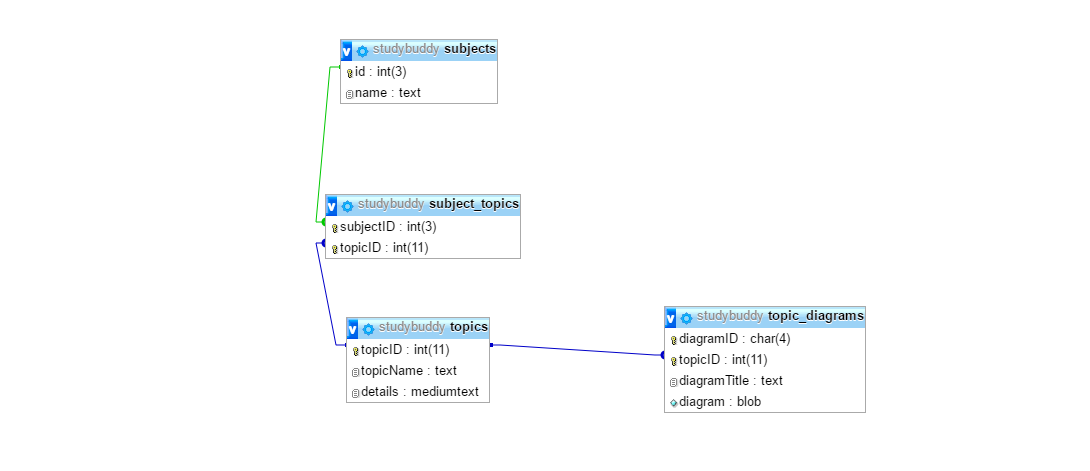 v studybuddy subjects
id : int(3)
name : text
v studybuddy subject_topics
subjectID : int(3)
topicID : int(11)
v studybuddy topics
topicID : int(11)
topicName : text
details : mediumtext
v studybuddy topic_diagrams
diagramID : char(4)
topicID : int(11)
diagramTitle : text
diagram : blob